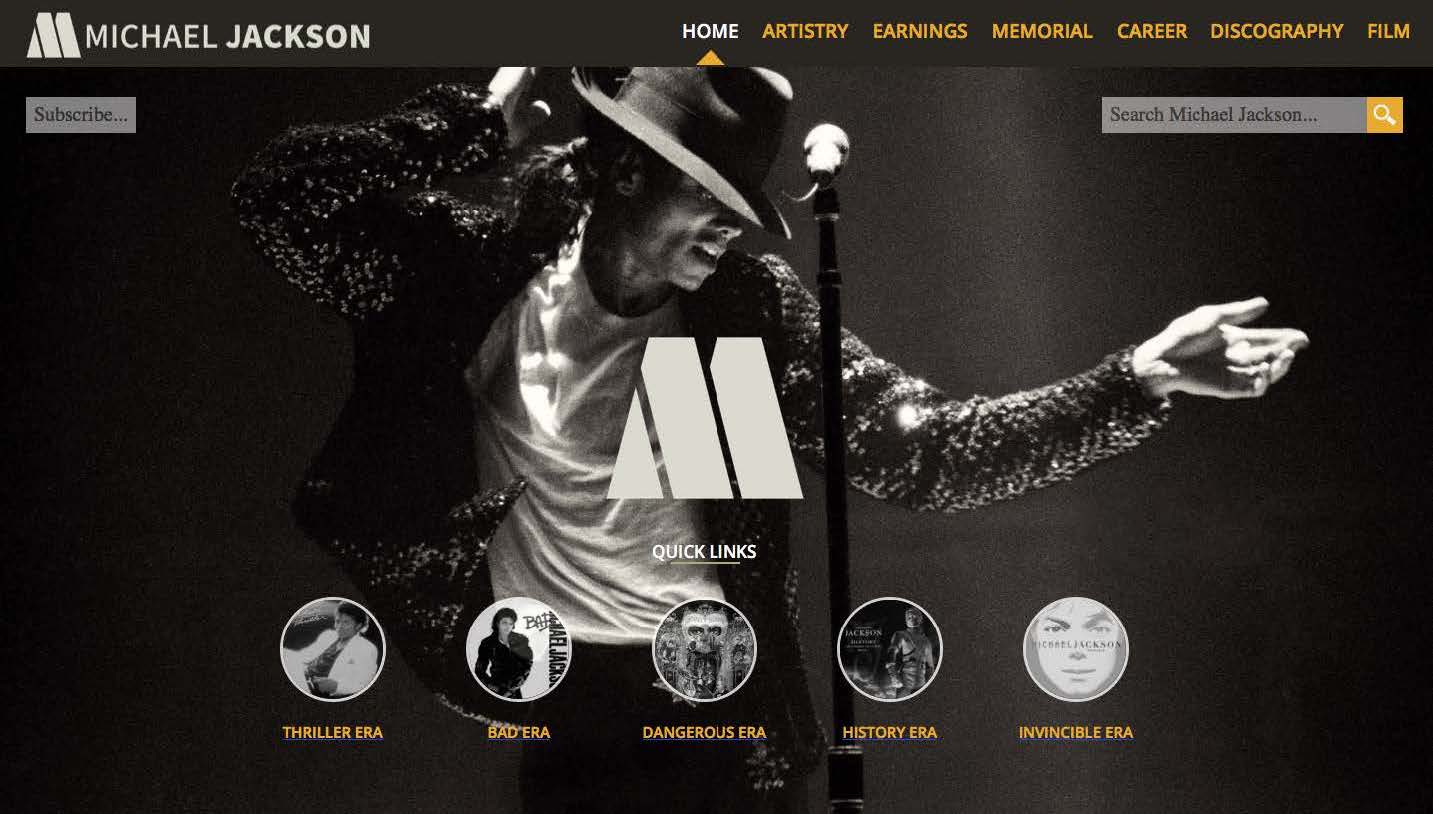 MICHAEL JACKSON
HOME ARTISTRY EARNINGS MEMORIAL CAREER DISCOGRAPHY FILM
Subscribe...
Search Michael Jackson...
QUICK LINKS
BAD
JACKSON
HISTORY
MICHAEL JACKSON
THRILLER ERA BAD ERA DANGEROUS ERA HISTORY ERA INVINCIBLE ERA